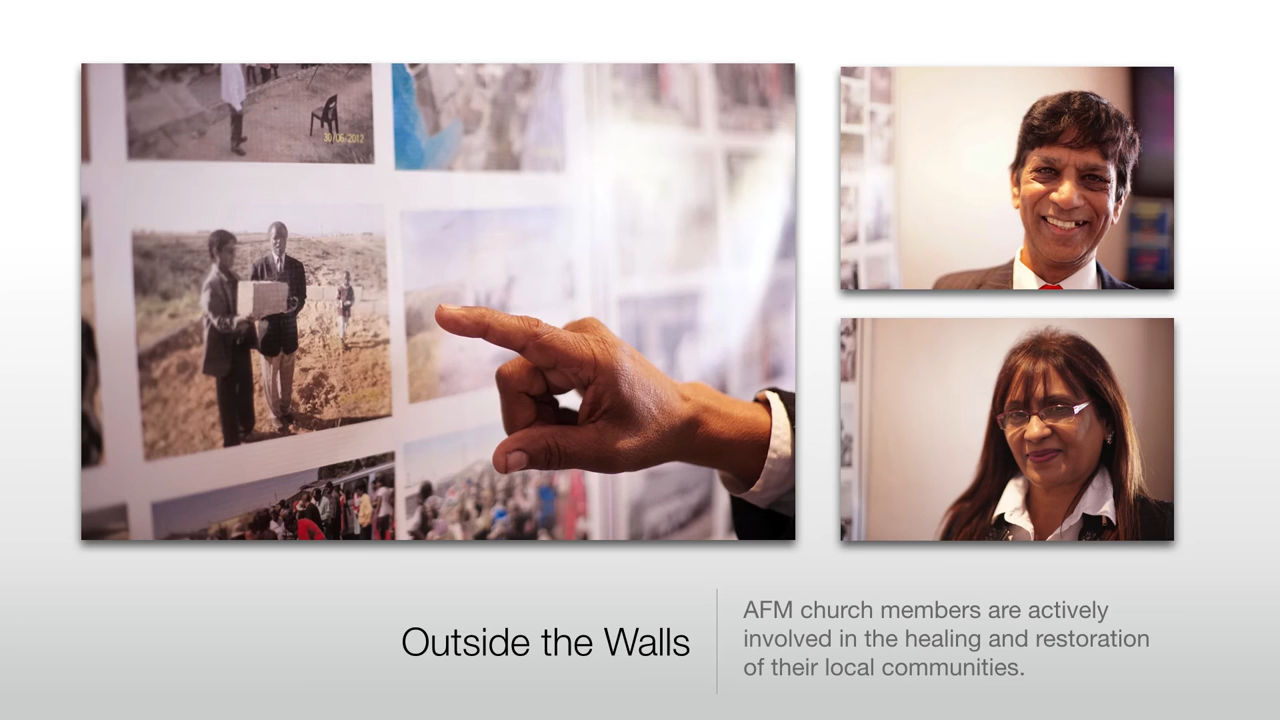 30/06/2012
Outside the Walls
AFM church members are actively
involved in the healing and restoration
of their local communities.